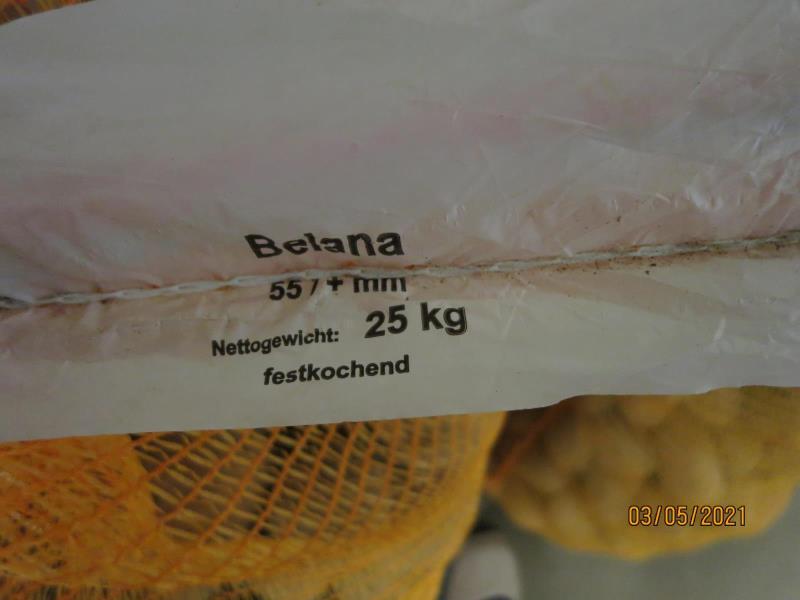 Belana
55 / + mm
Nettogewicht: 25 kg
festkochend
03/05/2021